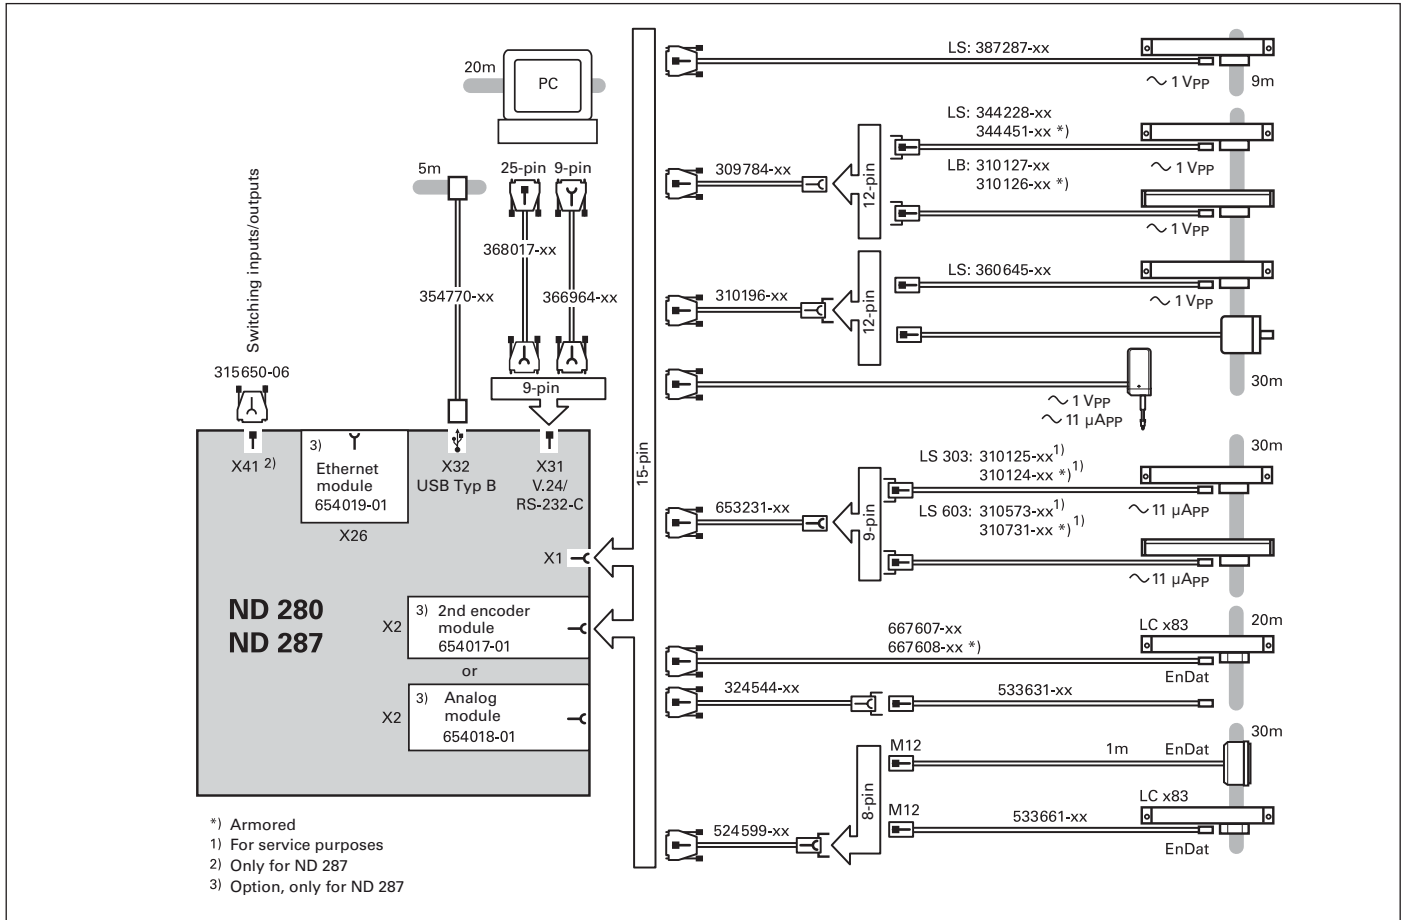 20m
PC
5m
25-pin
9-pin
368017-xx
354770-xx
366964-xx
Switching inputs/outputs
315650-06
9-pin
X41 2)
3)
Ethernet
module
654019-01
X26
X32
USB Typ B
X31
V.24/
RS-232-C
X1
ND 280
ND 287
X2
3) 2nd encoder
module
654017-01
or
X2
3) Analog
module
654018-01
*) Armored
1) For service purposes
2) Only for ND 287
3) Option, only for ND 287
15-pin
LS: 387287-xx
~ 1 VPP
9m
309784-xx
12-pin
LS: 344228-xx
344451-xx *)
~ 1 VPP
LB: 310127-xx
310126-xx *)
~ 1 VPP
310196-xx
12-pin
LS: 360645-xx
~ 1 VPP
30m
~ 1 VPP
~ 11 µAPP
30m
653231-xx
9-pin
LS 303: 310125-xx1)
310124-xx *)1)
~ 11 µAPP
LS 603: 310573-xx1)
310731-xx *)1)
~ 11 µAPP
667607-xx
667608-xx *)
LC x83
20m
EnDat
324544-xx
533631-xx
30m
M12
1m
EnDat
8-pin
524599-xx
M12
533661-xx
LC x83
EnDat